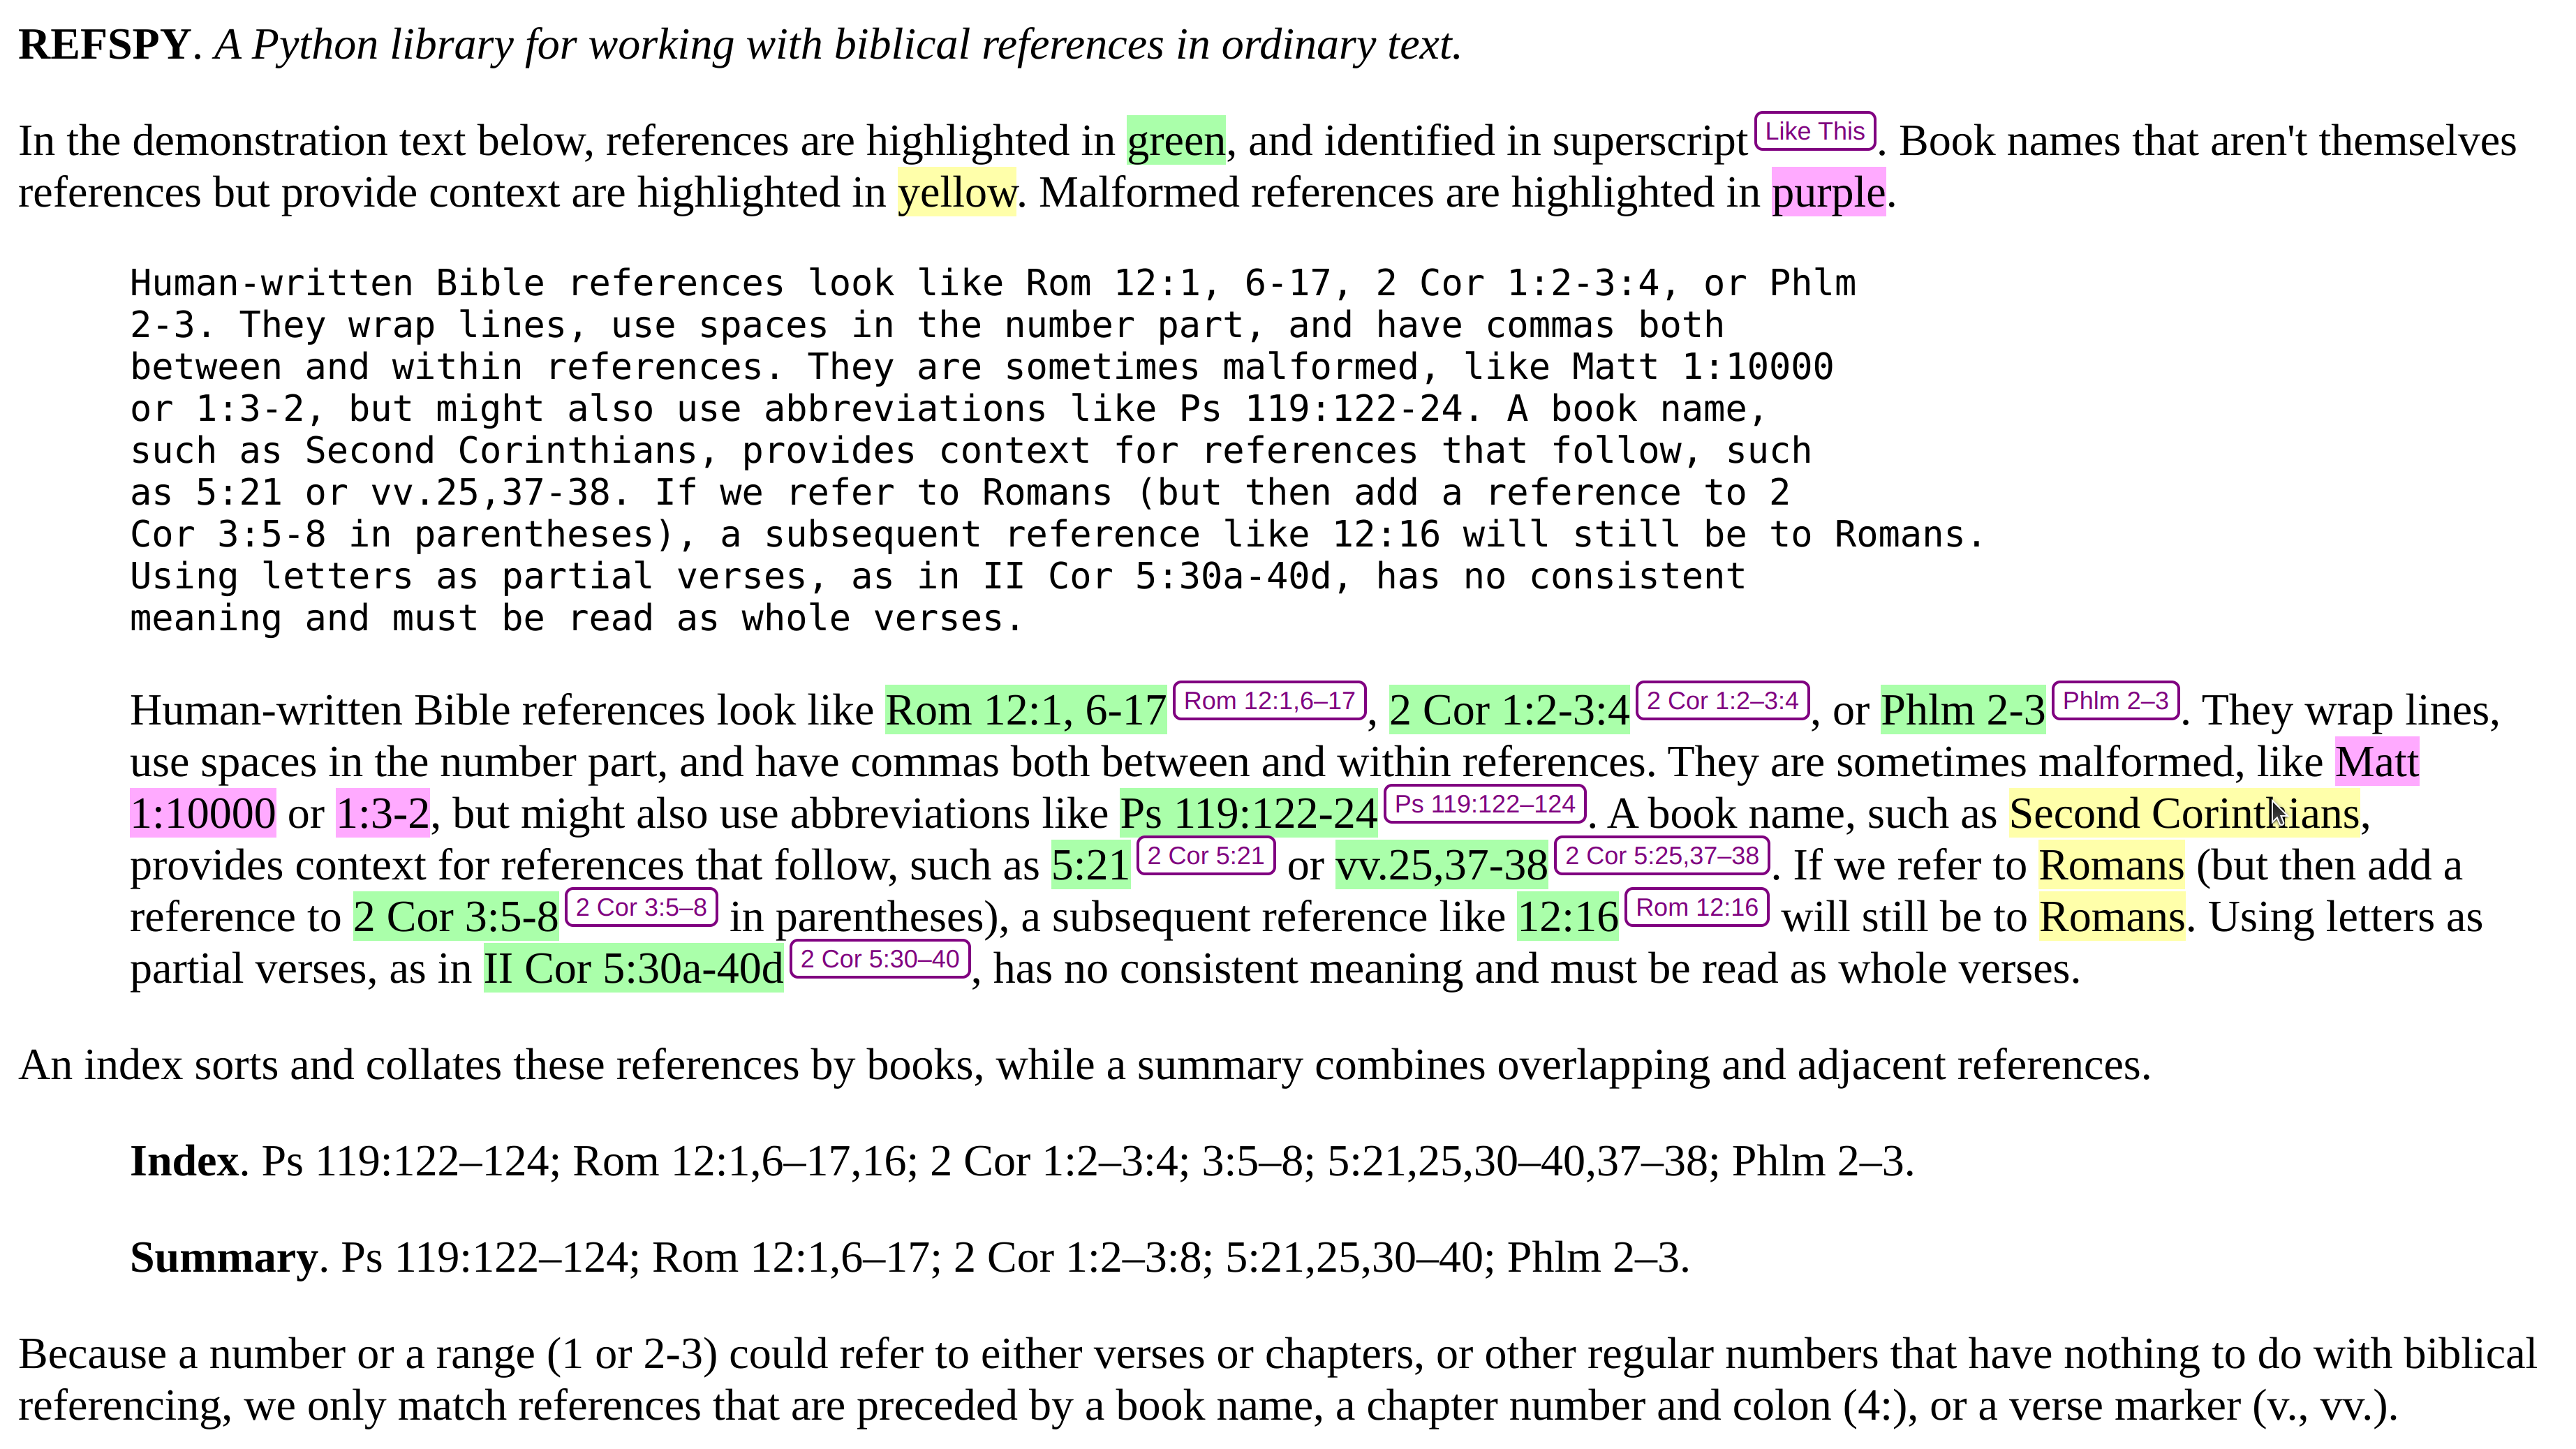 REFSPY. A Python library for working with biblical references in ordinary text.
In the demonstration text below, references are highlighted in green, and identified in superscript Like This. Book names that aren't themselves
references but provide context are highlighted in yellow. Malformed references are highlighted in purple.
Human-written Bible references look like Rom 12:1, 6-17, 2 Cor 1:2-3:4, or Phlm
2-3. They wrap lines, use spaces in the number part, and have commas both
between and within references. They are sometimes malformed, like Matt 1:10000
or 1:3-2, but might also use abbreviations like Ps 119:122-24. A book name,
such as Second Corinthians, provides context for references that follow, such
as 5:21 or vv.25,37-38. If we refer to Romans (but then add a reference to 2
Cor 3:5-8 in parentheses), a subsequent reference like 12:16 will still be to Romans.
Using letters as partial verses, as in II Cor 5:30a-40d, has no consistent
meaning and must be read as whole verses.
Human-written Bible references look like Rom 12:1, 6-17 Rom 12:1,6–17, 2 Cor 1:2-3:4 2 Cor 1:2–3:4, or Phlm 2-3 Phlm 2–3. They wrap lines,
use spaces in the number part, and have commas both between and within references. They are sometimes malformed, like Matt
1:10000 or 1:3-2, but might also use abbreviations like Ps 119:122-24 Ps 119:122–124. A book name, such as Second Corinthians,
provides context for references that follow, such as 5:21 2 Cor 5:21 or vv.25,37-38 2 Cor 5:25,37–38. If we refer to Romans (but then add a
reference to 2 Cor 3:5-8 2 Cor 3:5–8 in parentheses), a subsequent reference like 12:16 Rom 12:16 will still be to Romans. Using letters as
partial verses, as in II Cor 5:30a-40d 2 Cor 5:30–40, has no consistent meaning and must be read as whole verses.
An index sorts and collates these references by books, while a summary combines overlapping and adjacent references.
Index. Ps 119:122–124; Rom 12:1,6–17,16; 2 Cor 1:2–3:4; 3:5–8; 5:21,25,30–40,37–38; Phlm 2–3.
Summary. Ps 119:122–124; Rom 12:1,6–17; 2 Cor 1:2–3:8; 5:21,25,30–40; Phlm 2–3.
Because a number or a range (1 or 2-3) could refer to either verses or chapters, or other regular numbers that have nothing to do with biblical
referencing, we only match references that are preceded by a book name, a chapter number and colon (4:), or a verse marker (v., vv.).